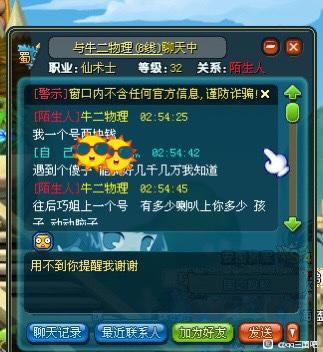 蜀
与牛二物理(6线)聊天中
职业:仙术士 等级:32 关系:陌生人
[警示]窗口内不含任何官方信息,谨防诈骗!
[陌生人]牛二物理 02:54:25
我一个号两块钱
[自己] 02:54:42
遇到个傻子 能 好几千几万我知道
[陌生人]牛二物理 02:54:45
往后巧姐上一个号 有多少喇叭上你多少 孩
子 动动脑子
用不到你提醒我谢谢
聊天记录
最近联系人
加为好友
发送